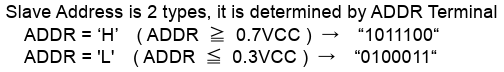 Slave Address is 2 types, it is determined by ADDR Terminal
ADDR = ‘H’ ( ADDR ≧ 0.7VCC ) → “1011100“
ADDR = 'L' ( ADDR ≦ 0.3VCC ) → “0100011“